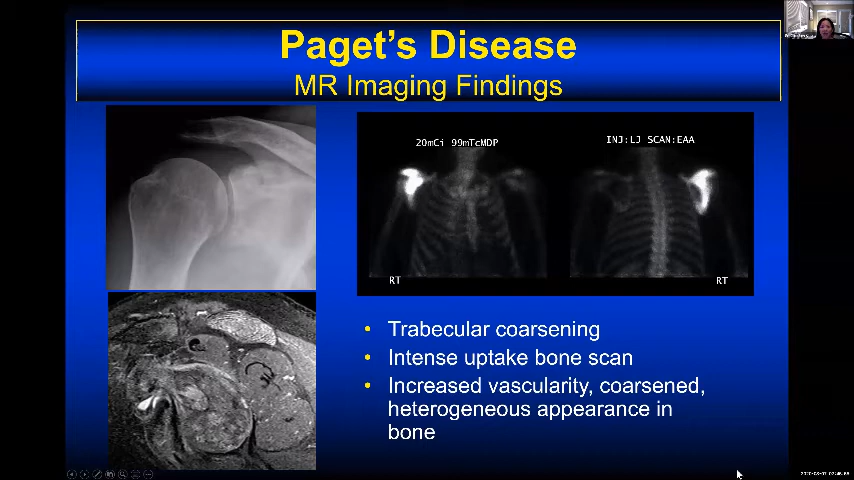 Paget's Disease
MR Imaging Findings
20mCi 99mTcMDP
INJ:LJ SCAN:EAA
RT
RT
• Trabecular coarsening
• Intense uptake bone scan
• Increased vascularity, coarsened,
heterogeneous appearance in
bone